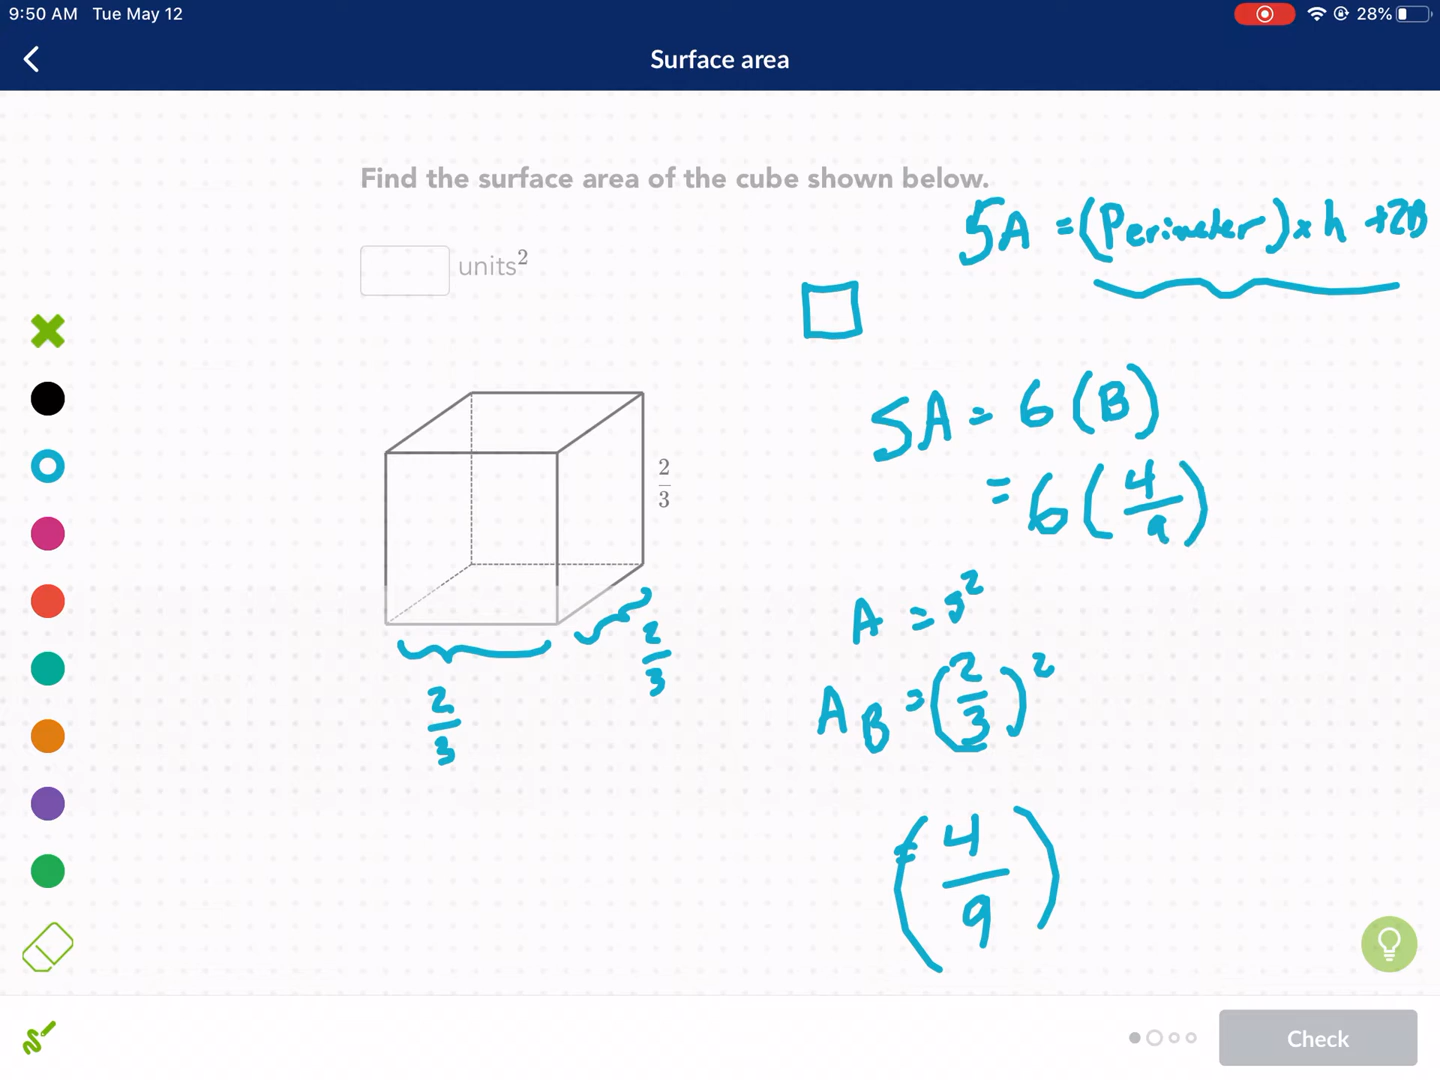 9:50 AM Tue May 12
28%
Surface area
Find the surface area of the cube shown below.
units²
SA = (Perimeter) × h + 2B
SA = 6 (B)
= 6 (4/9)
2/3
A = s²
2/3
A_B = (2/3)²
2/3
= (4/9)
Check